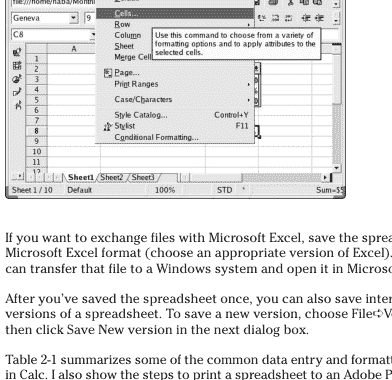 file:///home/naba/Month
Geneva 9
Cells...
Row
Column
Sheet
Merge Cell
Use this command to choose from a variety of
formatting options and to apply attributes to the
selected cells.
C8
A
1
2
3
4
5
6
7
8
9
10
11
12
Page...
Print Ranges
Case/Characters
Style Catalog... Control+Y
Stylist F11
Conditional Formatting...
Sheet1 Sheet2 Sheet3
Sheet 1 / 10 Default 100% STD * Sum=$5
If you want to exchange files with Microsoft Excel, save the sprea
Microsoft Excel format (choose an appropriate version of Excel).
can transfer that file to a Windows system and open it in Micros
After you've saved the spreadsheet once, you can also save inter
versions of a spreadsheet. To save a new version, choose File➪V
then click Save New version in the next dialog box.
Table 2-1 summarizes some of the common data entry and formatt
in Calc. I also show the steps to print a spreadsheet to an Adobe P